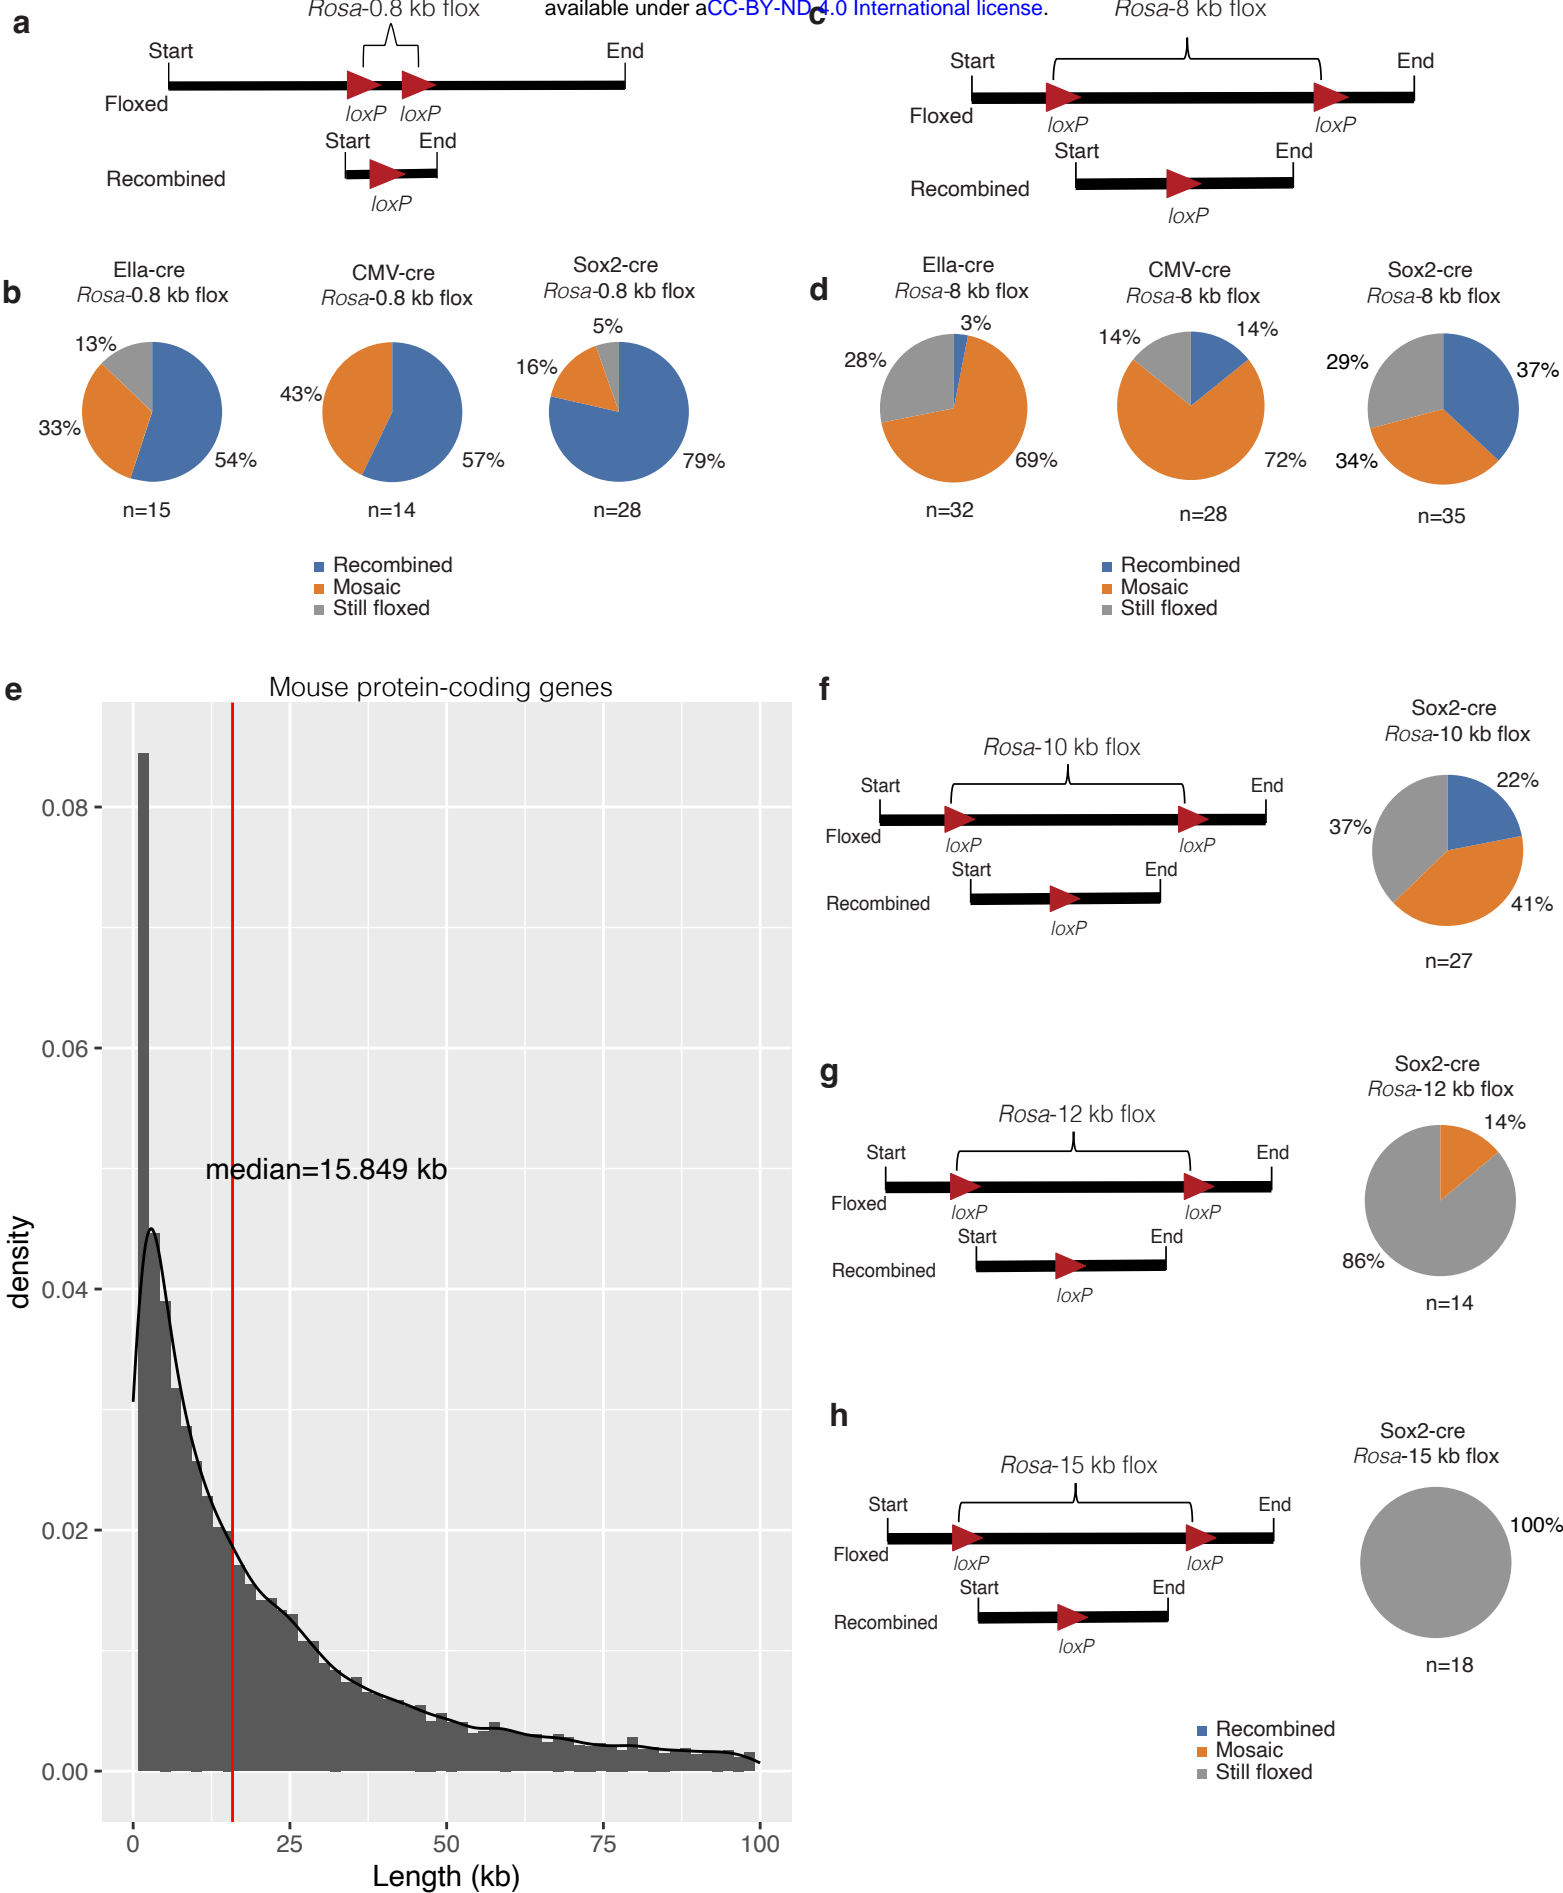 available under aCC-BY-ND 4.0 International license.
a
Rosa-0.8 kb flox
Start
End
Floxed
loxP
loxP
Start
End
Recombined
loxP
c
Rosa-8 kb flox
Start
End
Floxed
loxP
loxP
Start
End
Recombined
loxP
b
Ella-cre
Rosa-0.8 kb flox
13%
33%
54%
n=15
CMV-cre
Rosa-0.8 kb flox
43%
57%
n=14
Sox2-cre
Rosa-0.8 kb flox
5%
16%
79%
n=28
Recombined
Mosaic
Still floxed
d
Ella-cre
Rosa-8 kb flox
3%
28%
69%
n=32
CMV-cre
Rosa-8 kb flox
14%
14%
72%
n=28
Sox2-cre
Rosa-8 kb flox
29%
37%
34%
n=35
Recombined
Mosaic
Still floxed
e
Mouse protein-coding genes
0.08
0.06
0.04
0.02
0.00
density
median=15.849 kb
0
25
50
75
100
Length (kb)
f
Rosa-10 kb flox
Start
End
Floxed
loxP
loxP
Start
End
Recombined
loxP
Sox2-cre
Rosa-10 kb flox
22%
37%
41%
n=27
g
Rosa-12 kb flox
Start
End
Floxed
loxP
loxP
Start
End
Recombined
loxP
Sox2-cre
Rosa-12 kb flox
14%
86%
n=14
h
Rosa-15 kb flox
Start
End
Floxed
loxP
loxP
Start
End
Recombined
loxP
Sox2-cre
Rosa-15 kb flox
100%
n=18
Recombined
Mosaic
Still floxed